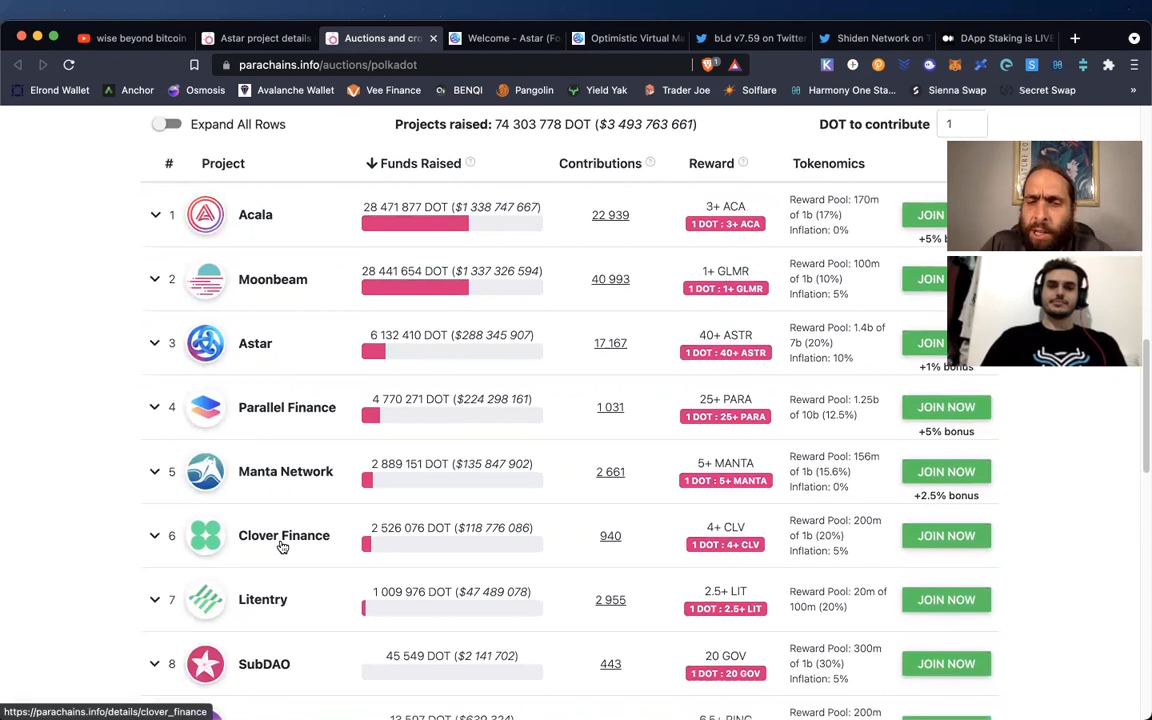 wise beyond bitcoin
Astar project details
Auctions and cro
Welcome - Astar (Fo
Optimistic Virtual Ma
bLd v7.59 on Twitter
Shiden Network on T
DApp Staking is LIVE
parachains.info/auctions/polkadot
Elrond Wallet
Anchor
Osmosis
Avalanche Wallet
Vee Finance
BENQI
Pangolin
Yield Yak
Trader Joe
Solflare
Harmony One Sta...
Sienna Swap
Secret Swap
»
Expand All Rows
Projects raised: 74 303 778 DOT ($3 493 763 661)
DOT to contribute
1
# Project
Funds Raised
Contributions
Reward
Tokenomics
1 Acala
28 471 877 DOT ($1 338 747 667)
22 939
3+ ACA
1 DOT : 3+ ACA
Reward Pool: 170m
of 1b (17%)
Inflation: 0%
JOIN
+5% b
2 Moonbeam
28 441 654 DOT ($1 337 326 594)
40 993
1+ GLMR
1 DOT : 1+ GLMR
Reward Pool: 100m
of 1b (10%)
Inflation: 5%
JOIN
3 Astar
6 132 410 DOT ($288 345 907)
17 167
40+ ASTR
1 DOT : 40+ ASTR
Reward Pool: 1.4b of
7b (20%)
Inflation: 10%
JOIN
+1% bonus
4 Parallel Finance
4 770 271 DOT ($224 298 161)
1 031
25+ PARA
1 DOT : 25+ PARA
Reward Pool: 1.25b
of 10b (12.5%)
JOIN NOW
+5% bonus
5 Manta Network
2 889 151 DOT ($135 847 902)
2 661
5+ MANTA
1 DOT : 5+ MANTA
Reward Pool: 156m
of 1b (15.6%)
Inflation: 0%
JOIN NOW
+2.5% bonus
6 Clover Finance
2 526 076 DOT ($118 776 086)
940
4+ CLV
1 DOT : 4+ CLV
Reward Pool: 200m
of 1b (20%)
Inflation: 5%
JOIN NOW
7 Litentry
1 009 976 DOT ($47 489 078)
2 955
2.5+ LIT
1 DOT : 2.5+ LIT
Reward Pool: 20m of
100m (20%)
JOIN NOW
8 SubDAO
45 549 DOT ($2 141 702)
443
20 GOV
1 DOT : 20 GOV
Reward Pool: 300m
of 1b (30%)
Inflation: 5%
JOIN NOW
Reward Pool: 200m
https://parachains.info/details/clover_finance